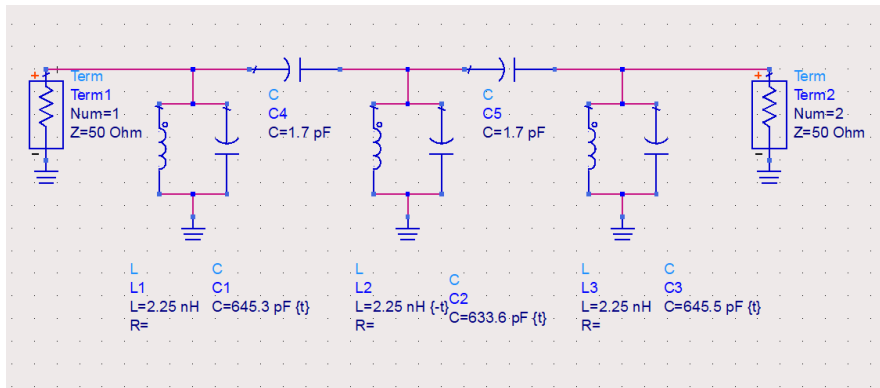 Term
Term1
Num=1
Z=50 Ohm
C
C4
C=1.7 pF
C
C5
C=1.7 pF
Term
Term2
Num=2
Z=50 Ohm
L
L1
L=2.25 nH
R=
C
C1
C=645.3 pF {t}
L
L2
L=2.25 nH {-t}
R=
C
C2
C=633.6 pF {t}
L
L3
L=2.25 nH
R=
C
C3
C=645.5 pF {t}